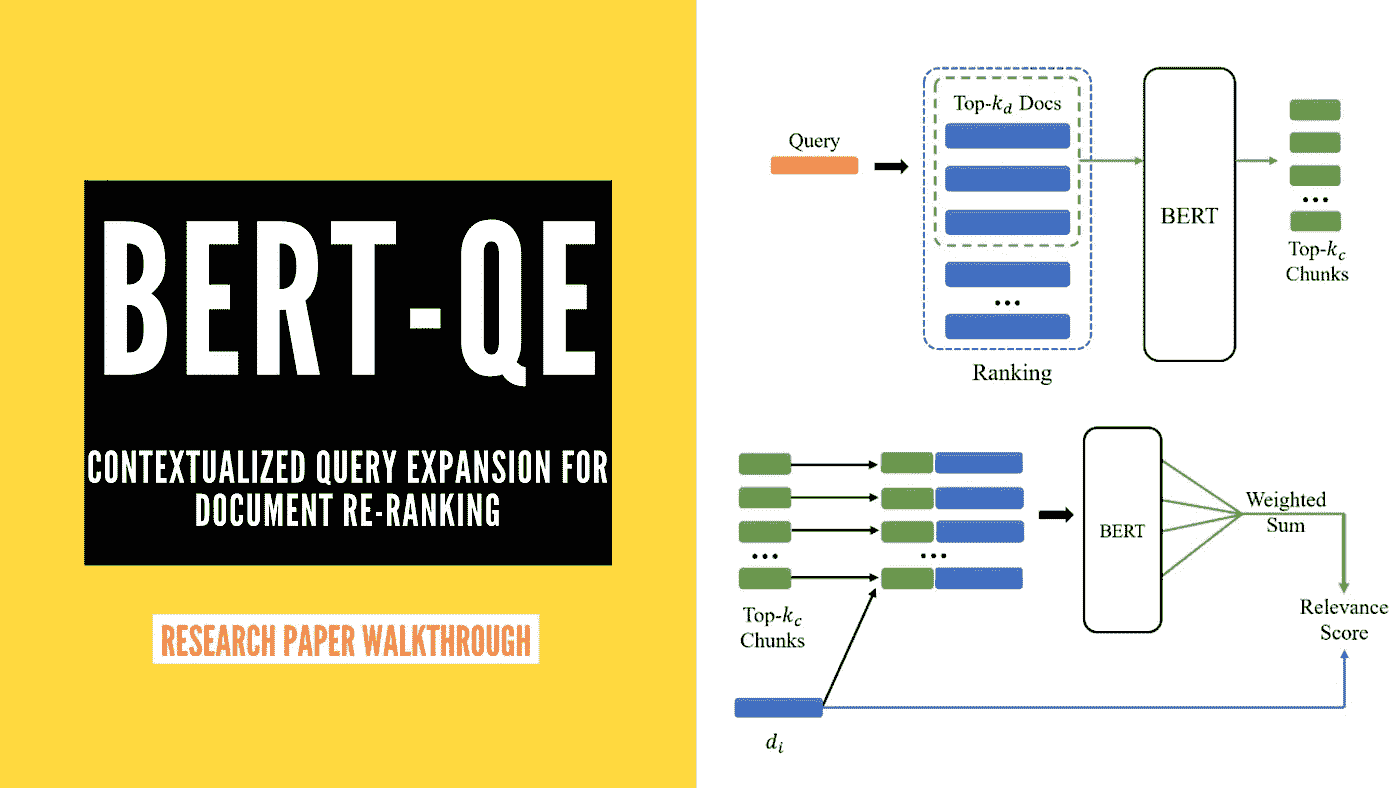 BERT-QE
CONTEXTUALIZED QUERY EXPANSION FOR
DOCUMENT RE-RANKING
RESEARCH PAPER WALKTHROUGH
Query
Top-k_d Docs
...
Ranking
BERT
...
Top-k_c
Chunks
...
Top-k_c
Chunks
...
d_i
BERT
Weighted
Sum
Relevance
Score